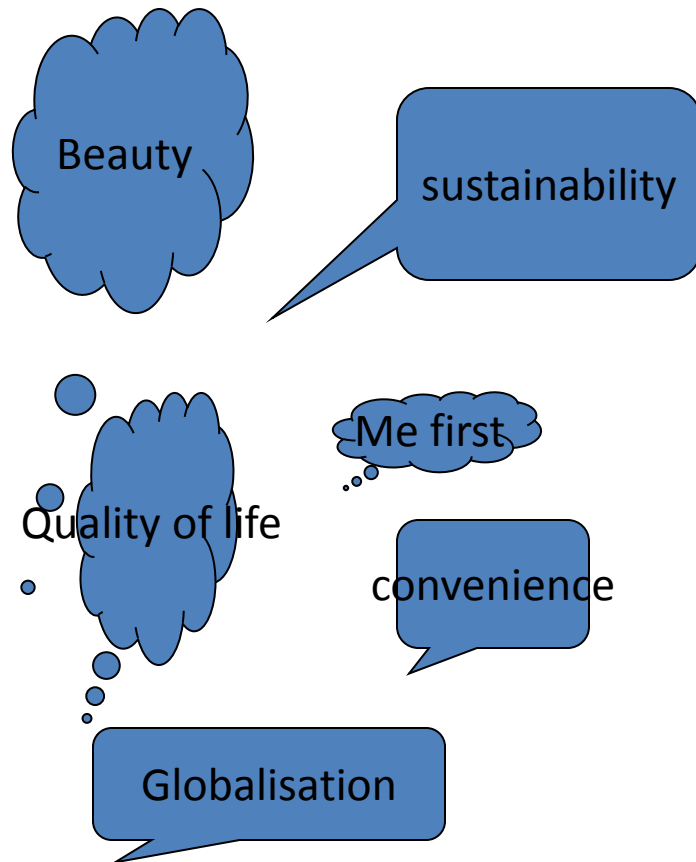 Beauty
sustainability
Me first
Quality of life
convenience
Globalisation